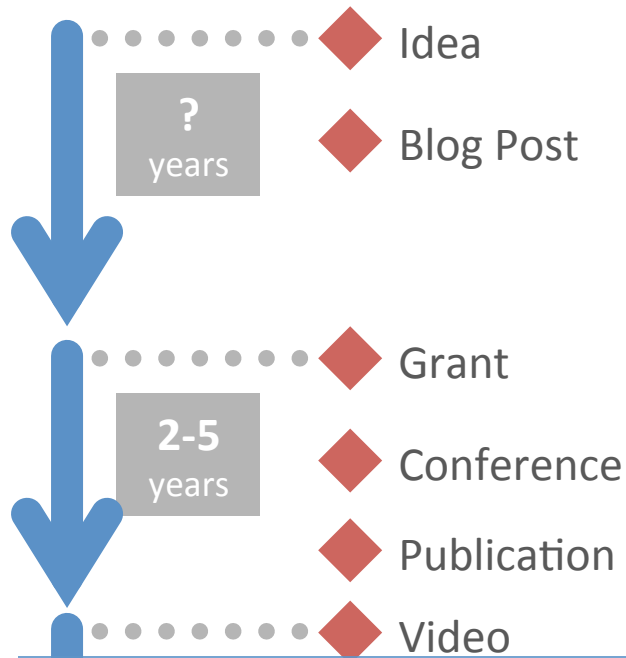 Idea
?
years
Blog Post
Grant
2-5
years
Conference
Publication
Video